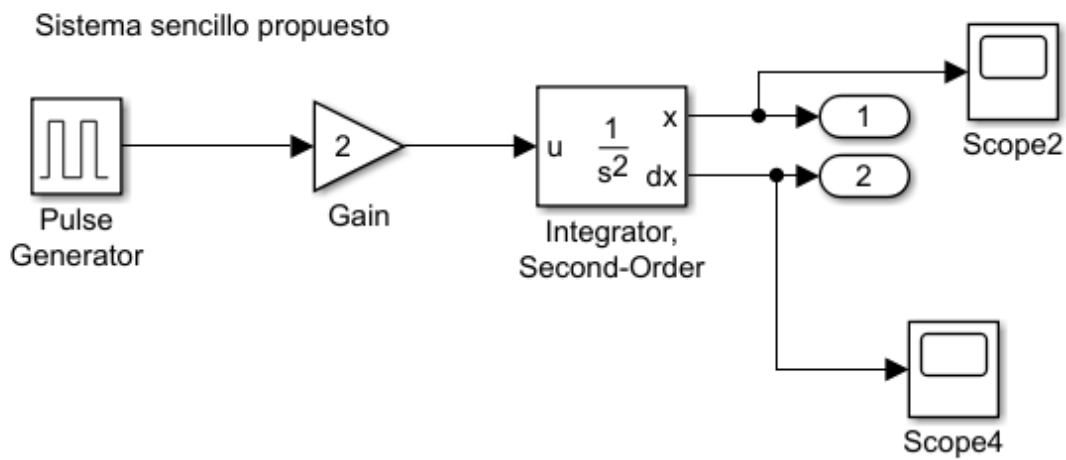 Sistema sencillo propuesto
Pulse
Generator
2
Gain
u
1
s2
x
dx
Integrator,
Second-Order
1
2
Scope2
Scope4